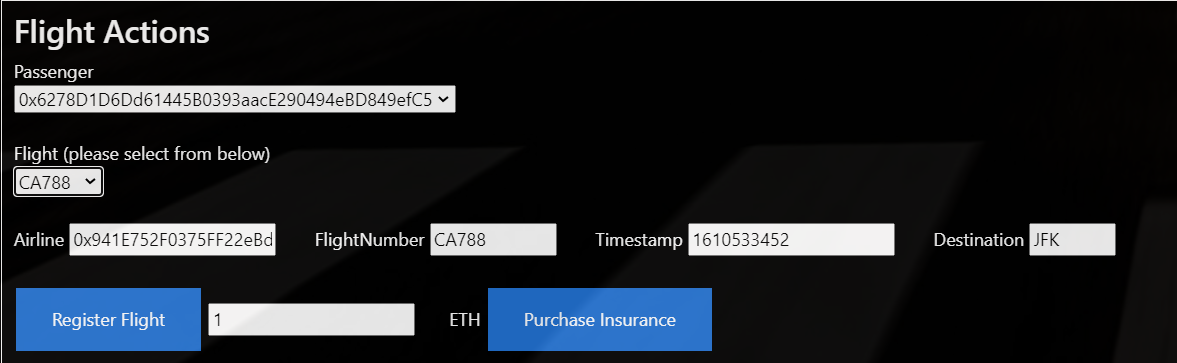 Flight Actions
Passenger
0x6278D1D6Dd61445B0393aacE290494eBD849efC5
Flight (please select from below)
CA788
Airline 0x941E752F0375FF22eBd FlightNumber CA788 Timestamp 1610533452 Destination JFK
Register Flight 1 ETH Purchase Insurance